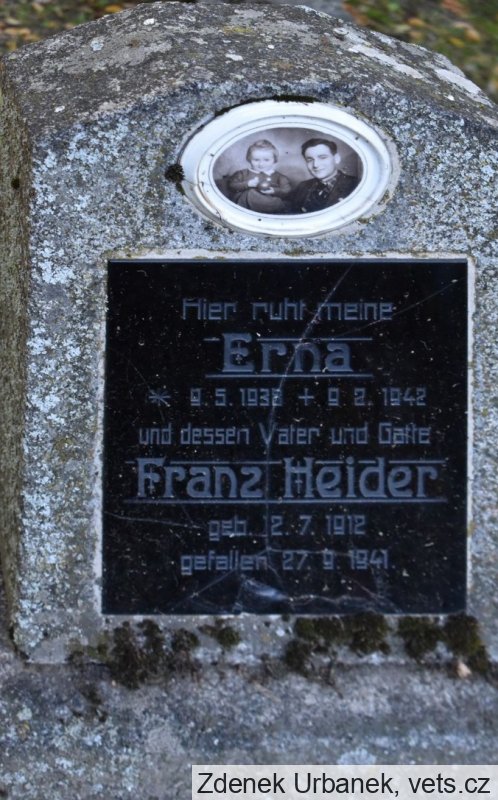 Hier ruht meine
Erna
* 9.5.1938 + 9.2.1942
und dessen Vater und Gatte
Franz Heider
geb. 12.7.1912
gefallen 27.9.1941
Zdenek Urbanek, vets.cz